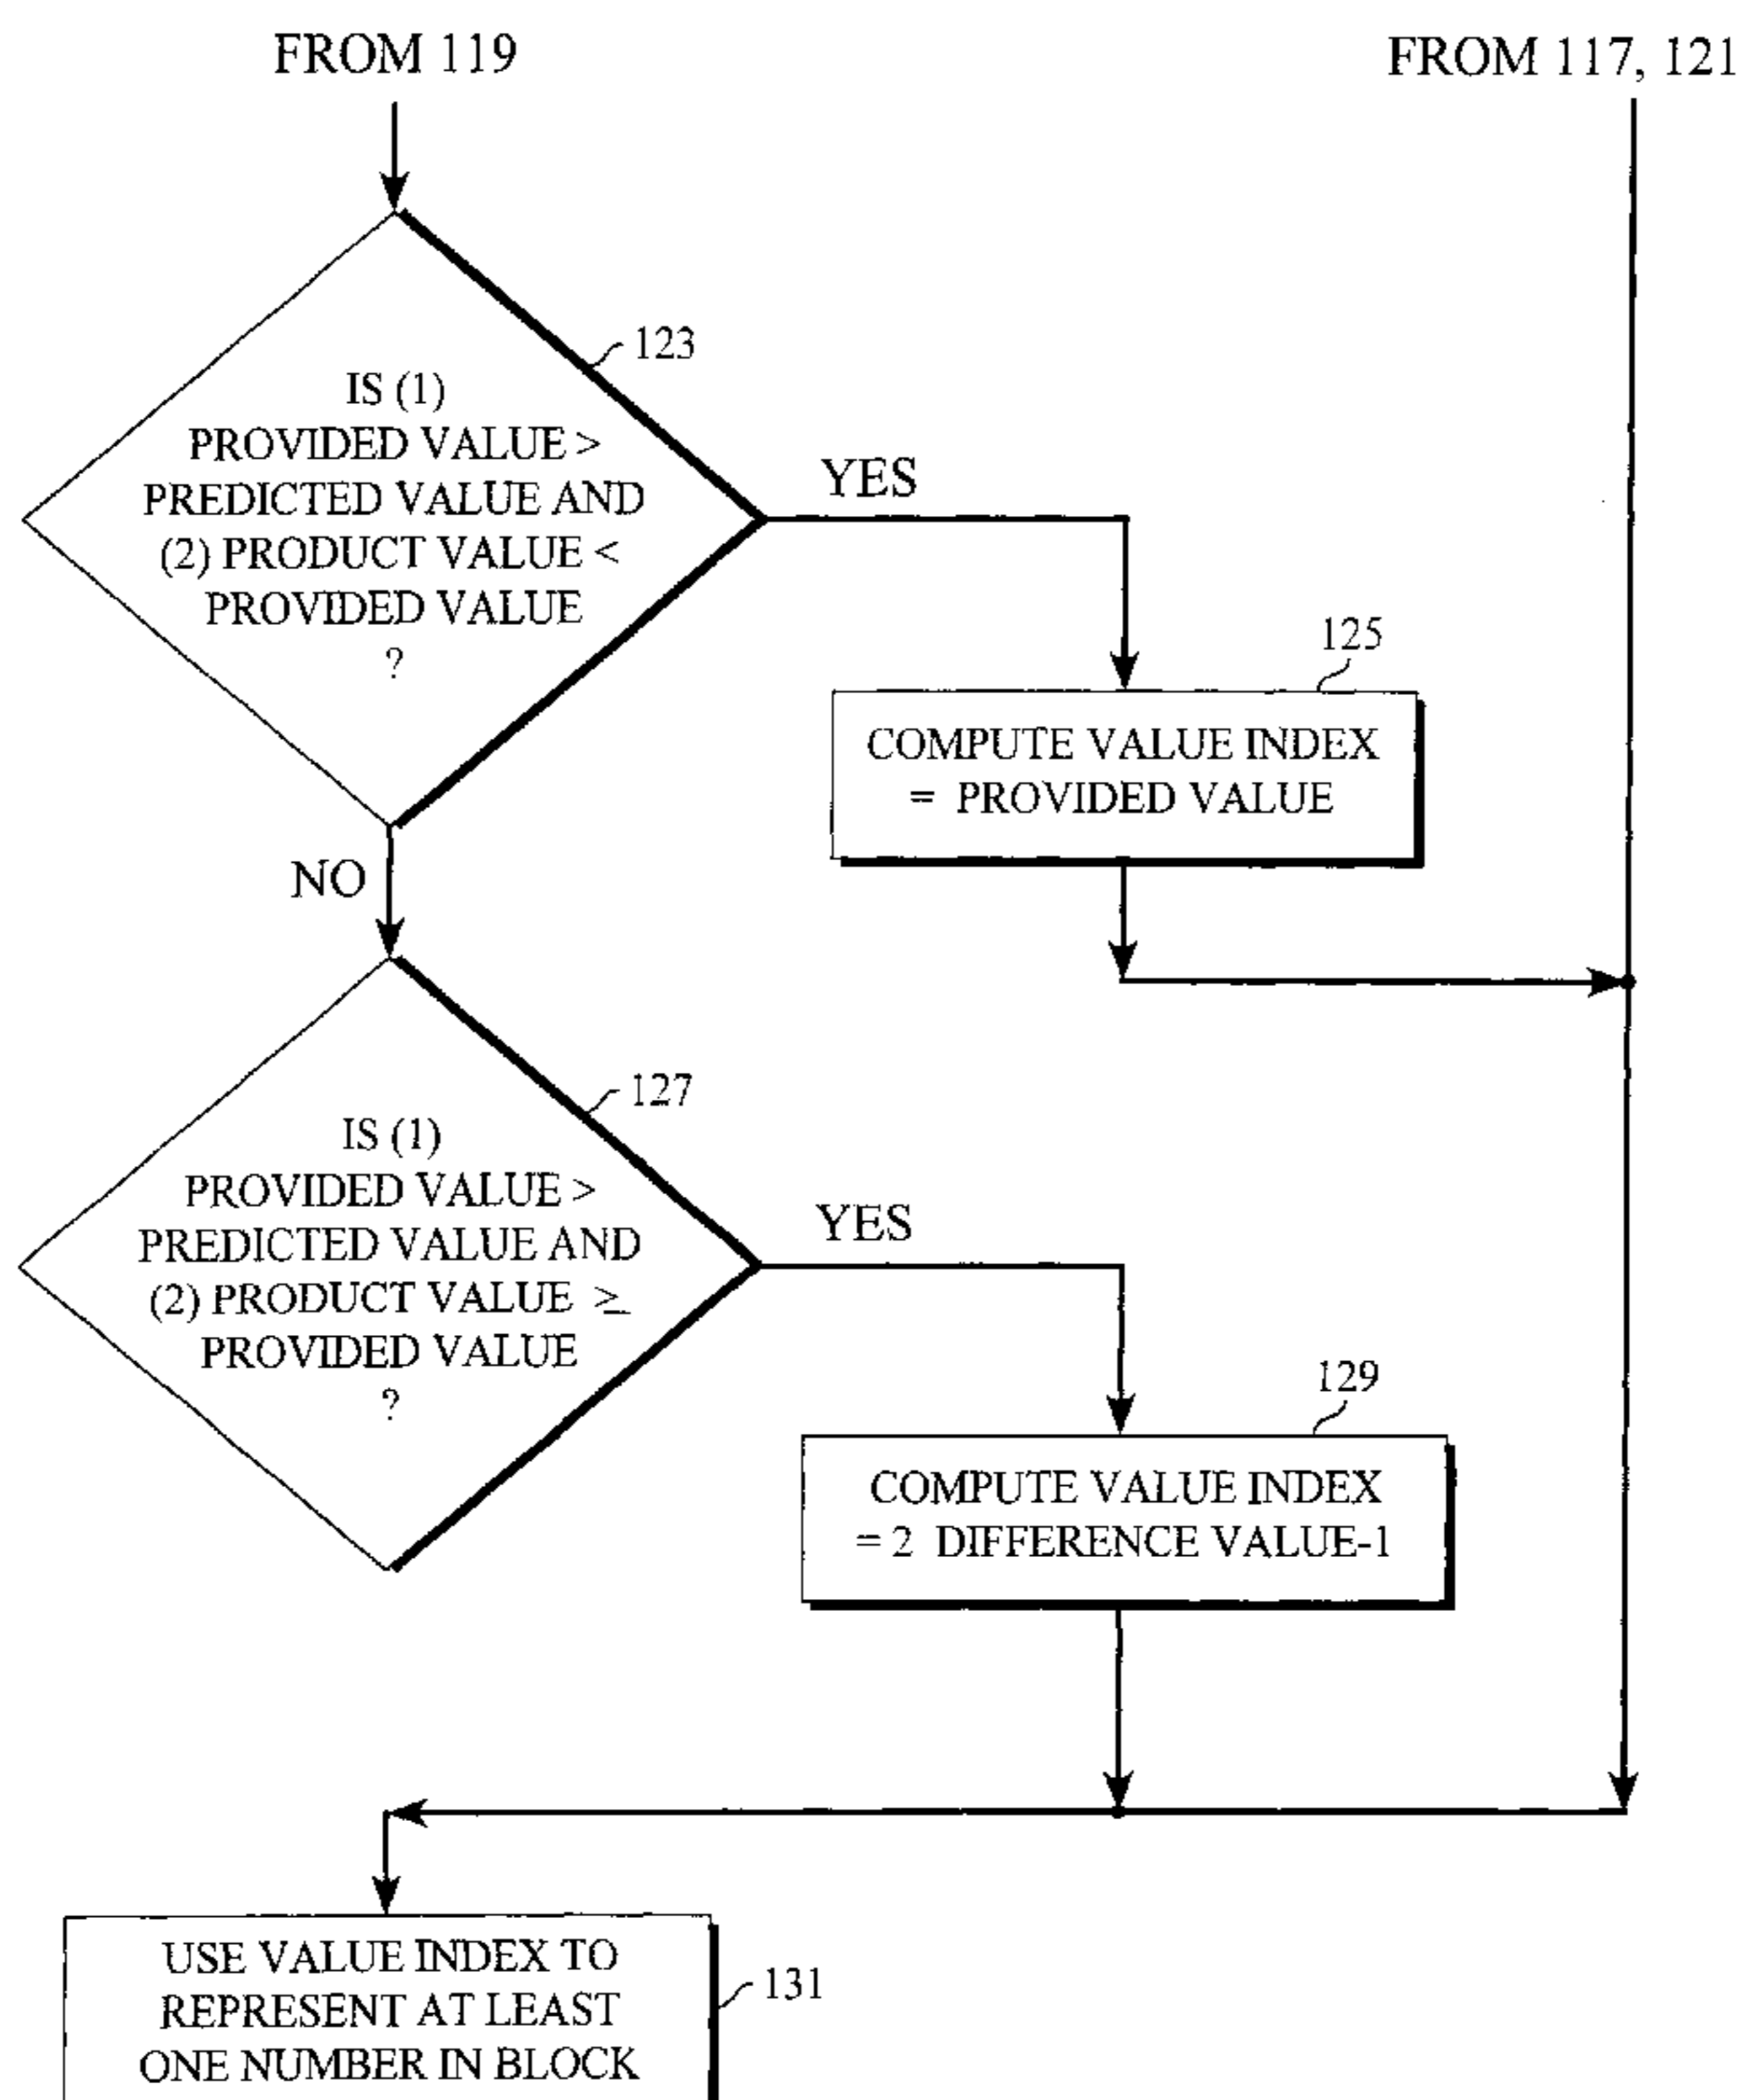 FROM 119
FROM 117, 121
123
IS (1)
PROVIDED VALUE >
PREDICTED VALUE AND
(2) PRODUCT VALUE <
PROVIDED VALUE
?
YES
125
COMPUTE VALUE INDEX
= PROVIDED VALUE
NO
127
IS (1)
PROVIDED VALUE >
PREDICTED VALUE AND
(2) PRODUCT VALUE ≥
PROVIDED VALUE
?
YES
129
COMPUTE VALUE INDEX
= 2 DIFFERENCE VALUE-1
USE VALUE INDEX TO
REPRESENT AT LEAST
ONE NUMBER IN BLOCK
131